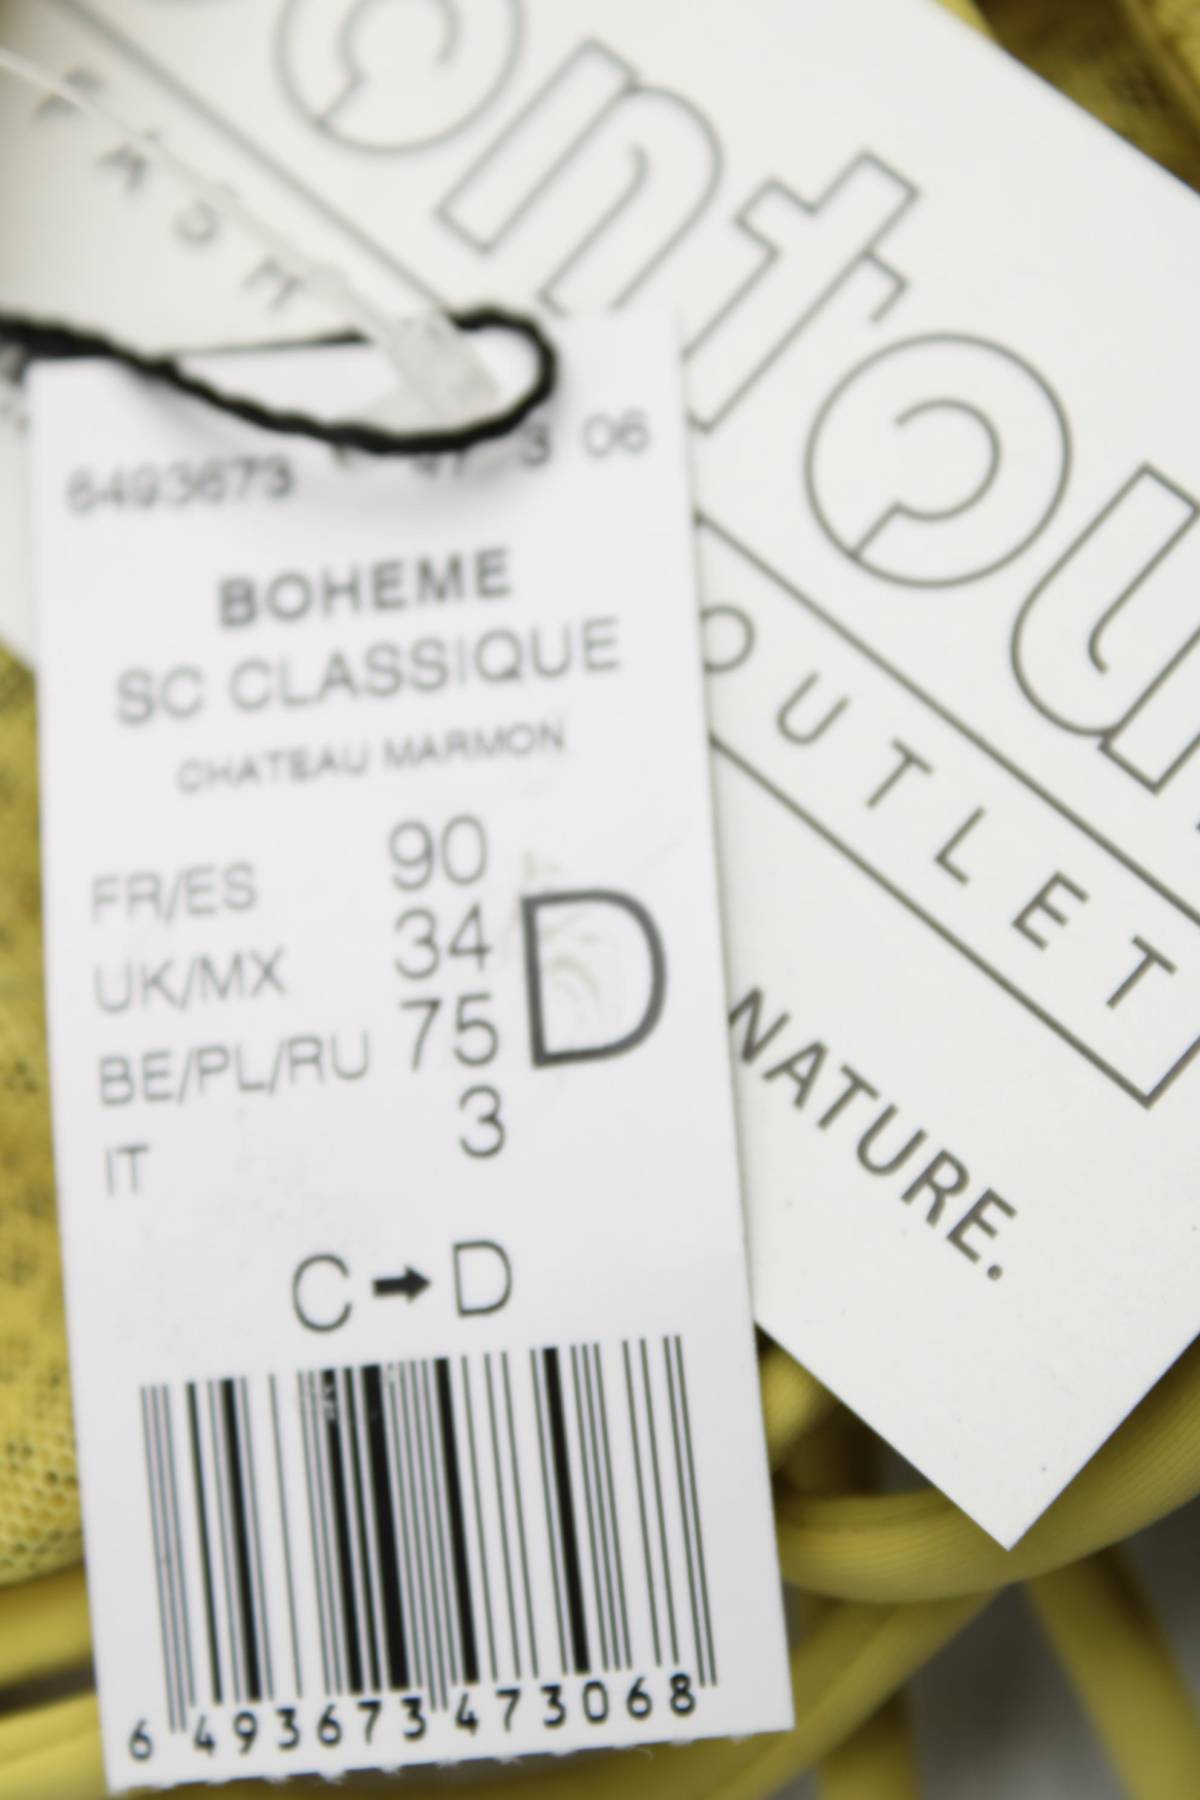 6493673 47 3 06
BOHEME
SC CLASSIQUE
CHATEAU MARMON
FR/ES 90
UK/MX 34
BE/PL/RU 75
IT 3
D
C → D
6 493673 473068
ontou
OUTLET
NATURE.